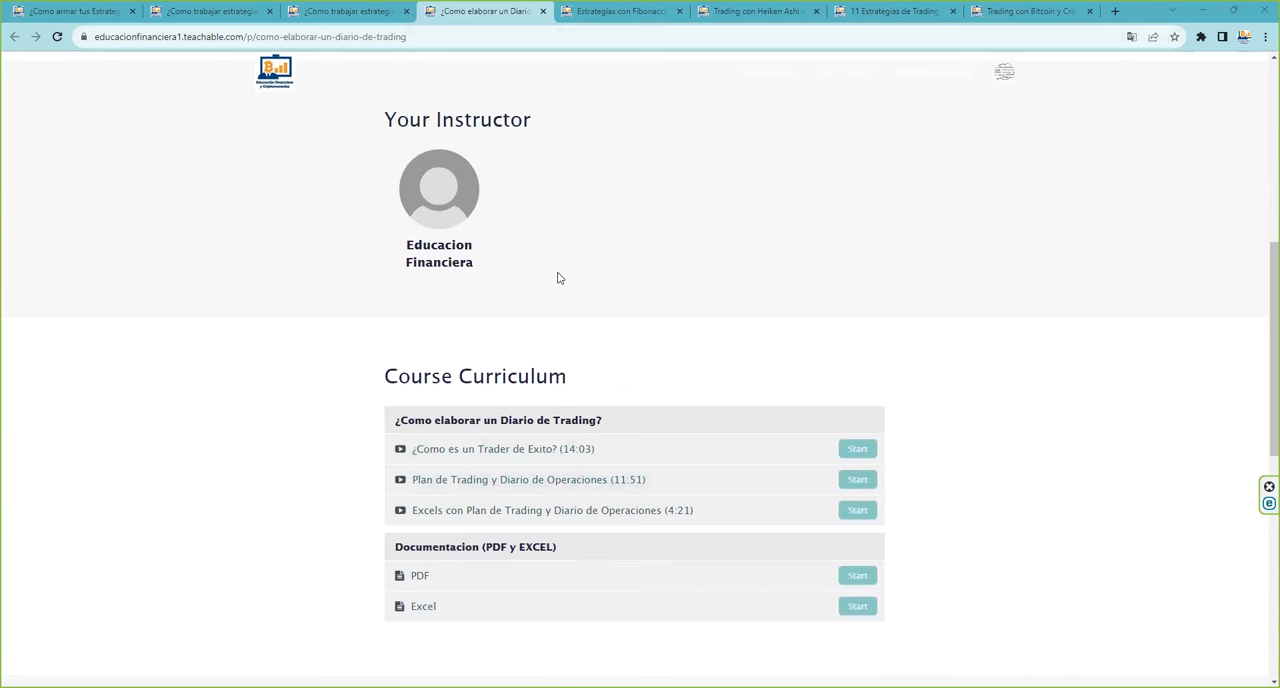 ¿Como armar tus Estrateg
¿Como trabajar estrategi
¿Como trabajar estrategi
¿Como elaborar un Diario
Estrategias con Fibonacci
Trading con Heiken Ashi
11 Estrategias de Trading
Trading con Bitcoin y Crip
educacionfinanciera1.teachable.com/p/como-elaborar-un-diario-de-trading
Educación Financiera
y Criptomonedas
Your Instructor
Educacion
Financiera
Course Curriculum
¿Como elaborar un Diario de Trading?
¿Como es un Trader de Exito? (14:03)
Start
Plan de Trading y Diario de Operaciones (11:51)
Start
Excels con Plan de Trading y Diario de Operaciones (4:21)
Start
Documentacion (PDF y EXCEL)
PDF
Start
Excel
Start